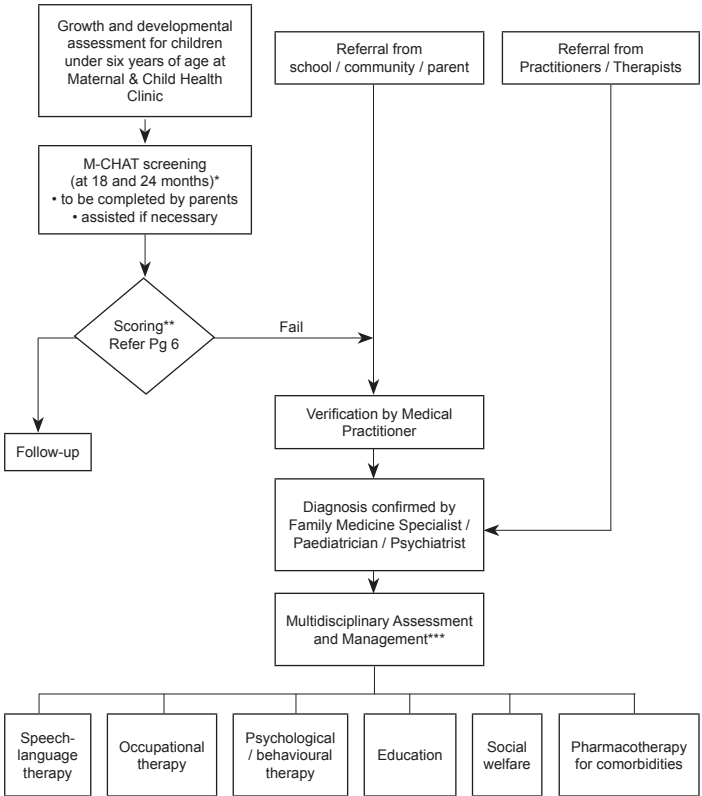 Growth and developmental
assessment for children
under six years of age at
Maternal & Child Health
Clinic
Referral from
school / community / parent
Referral from
Practitioners / Therapists
M-CHAT screening
(at 18 and 24 months)*
• to be completed by parents
• assisted if necessary
Scoring**
Refer Pg 6
Fail
Follow-up
Verification by Medical
Practitioner
Diagnosis confirmed by
Family Medicine Specialist /
Paediatrician / Psychiatrist
Multidisciplinary Assessment
and Management***
Speech-
language
therapy
Occupational
therapy
Psychological
/ behavioural
therapy
Education
Social
welfare
Pharmacotherapy
for comorbidities